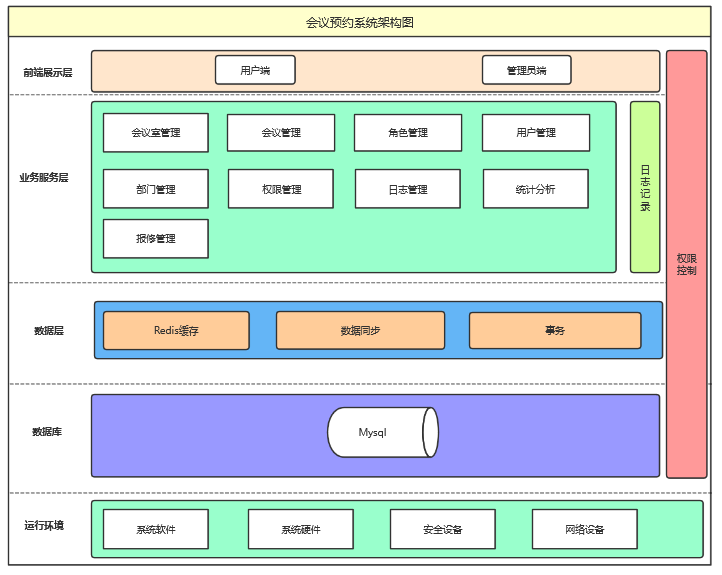 会议预约系统架构图
前端展示层
用户端
管理员端
业务服务层
会议室管理
会议管理
角色管理
用户管理
部门管理
权限管理
日志管理
统计分析
报修管理
日
志
记
录
权限
控制
数据层
Redis缓存
数据同步
事务
数据库
Mysql
运行环境
系统软件
系统硬件
安全设备
网络设备